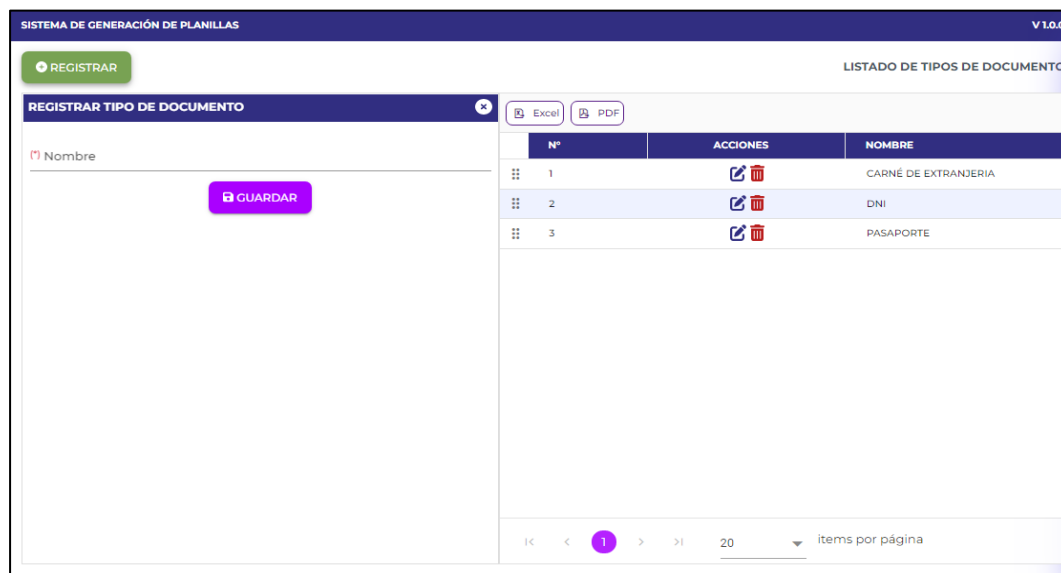 SISTEMA DE GENERACIÓN DE PLANILLAS
V 1.0.0
REGISTRAR
LISTADO DE TIPOS DE DOCUMENTO
REGISTRAR TIPO DE DOCUMENTO
(*) Nombre
GUARDAR
Excel PDF
N° ACCIONES NOMBRE
1 CARNÉ DE EXTRANJERIA
2 DNI
3 PASAPORTE
1 20 items por página